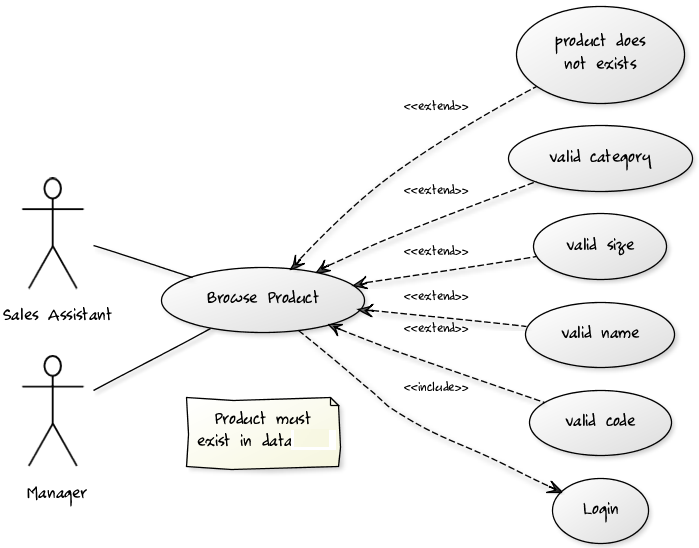 product does
not exists
<<extend>>
valid category
<<extend>>
valid size
<<extend>>
Browse Product
<<extend>>
Sales Assistant
<<extend>>
valid name
<<include>>
valid code
Product must
exist in data
Manager
Login